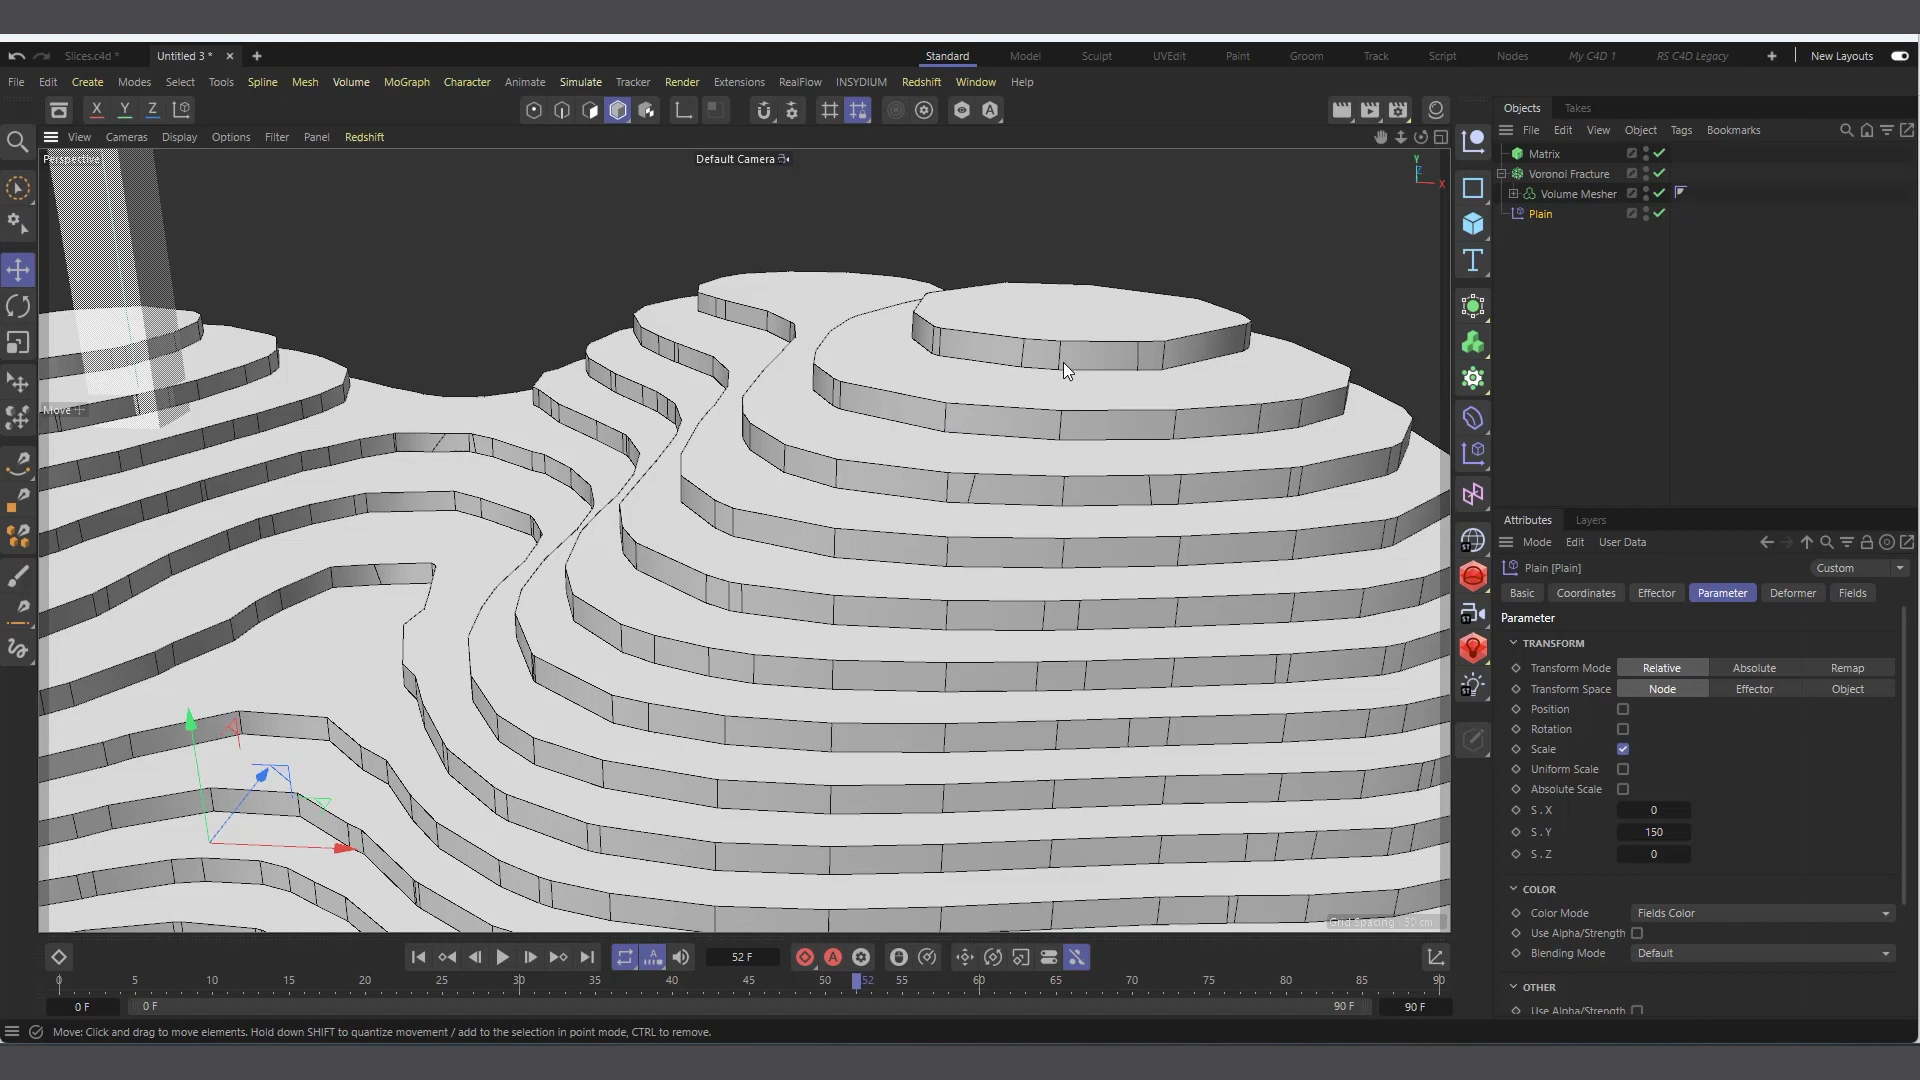 Slices.c4d *
Untitled 3 *
Standard
Model
Sculpt
UVEdit
Paint
Groom
Track
Script
Nodes
My C4D 1
RS C4D Legacy
New Layouts
File Edit Create Modes Select Tools Spline Mesh Volume MoGraph Character Animate Simulate Tracker Render Extensions RealFlow INSYDIUM Redshift Window Help
X Y Z
Objects Takes
View Cameras Display Options Filter Panel Redshift
File Edit View Object Tags Bookmarks
Perspective
Default Camera
Y
Z
X
Matrix
Voronoi Fracture
Volume Mesher
Plain
Move
Grid Spacing : 50 cm
Attributes Layers
Mode Edit User Data
Plain [Plain]
Custom
Basic Coordinates Effector Parameter Deformer Fields
Parameter
TRANSFORM
Transform Mode Relative Absolute Remap
Transform Space Node Effector Object
Position
Rotation
Scale
Uniform Scale
Absolute Scale
S . X 0
S . Y 150
S . Z 0
COLOR
Color Mode Fields Color
Use Alpha/Strength
Blending Mode Default
OTHER
Use Alpha/Strength
52 F
0 5 10 15 20 25 30 35 40 45 50 52 55 60 65 70 75 80 85 90
0 F 0 F 90 F 90 F
Move: Click and drag to move elements. Hold down SHIFT to quantize movement / add to the selection in point mode, CTRL to remove.